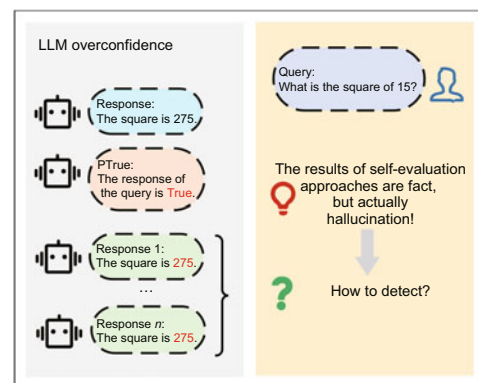 LLM overconfidence
Response:
The square is 275.
PTrue:
The response of
the query is True.
Response 1:
The square is 275.
...
Response n:
The square is 275.
Query:
What is the square of 15?
The results of self-evaluation
approaches are fact,
but actually
hallucination!
?
How to detect?